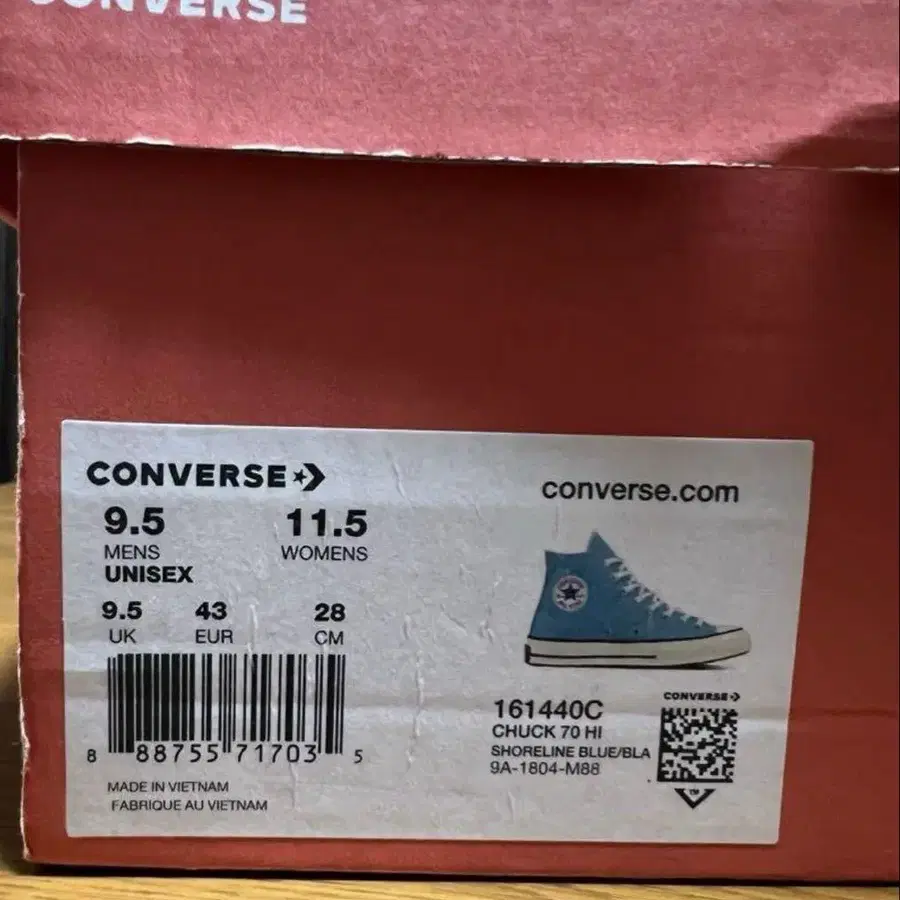 CONVERSE
CONVERSE
converse.com
9.5 11.5
MENS WOMENS
UNISEX
9.5 43 28
UK EUR CM
8 88755 71703 5
MADE IN VIETNAM
FABRIQUE AU VIETNAM
161440C
CHUCK 70 HI
SHORELINE BLUE/BLA
9A-1804-M88
CONVERSE
TM